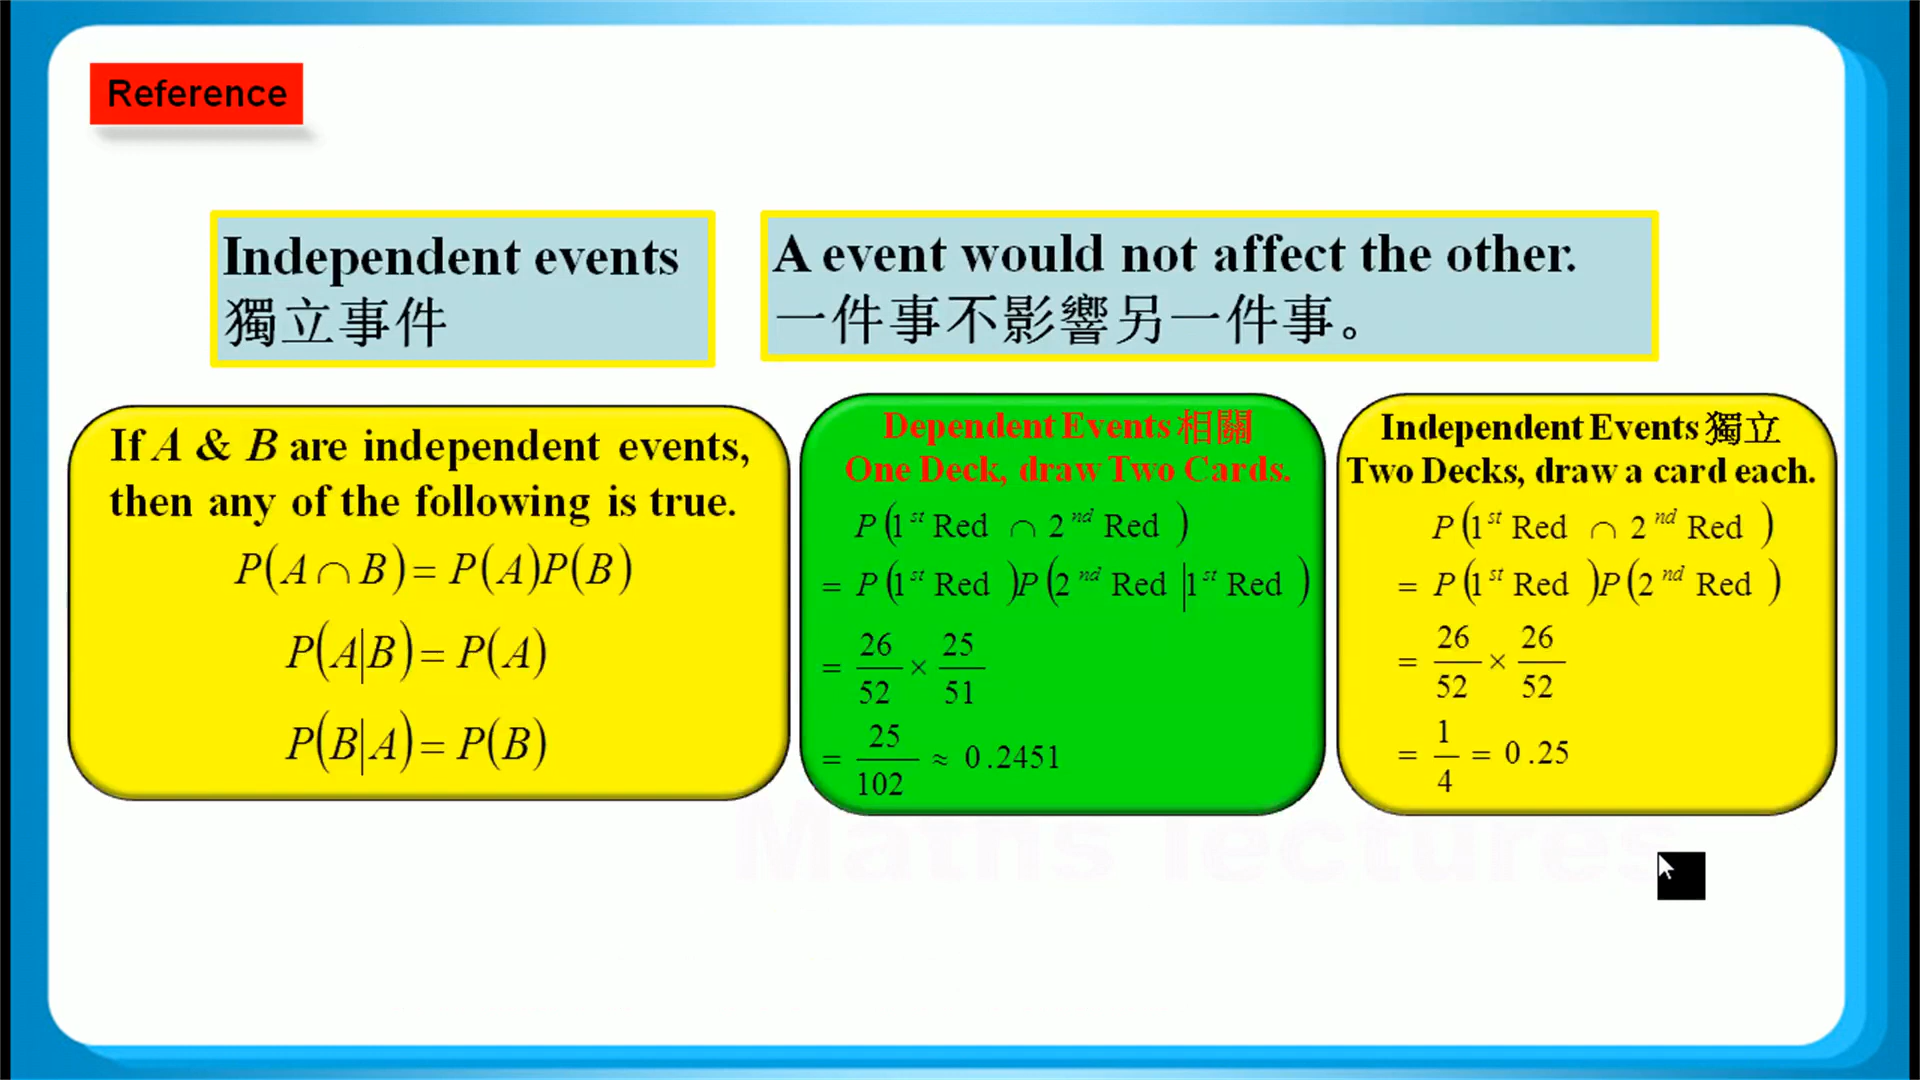 Reference
Independent events
獨立事件
A event would not affect the other.
一件事不影響另一件事。
If A & B are independent events,
then any of the following is true.
P(A∩B)= P(A)P(B)
P(A|B)= P(A)
P(B|A)= P(B)
Dependent Events 相關
One Deck, draw Two Cards.
P(1st Red ∩ 2nd Red)
= P(1st Red)P(2nd Red|1st Red)
= 26/52 × 25/51
= 25/102 ≈ 0.2451
Independent Events 獨立
Two Decks, draw a card each.
P(1st Red ∩ 2nd Red)
= P(1st Red)P(2nd Red)
= 26/52 × 26/52
= 1/4 = 0.25
Maths lectures